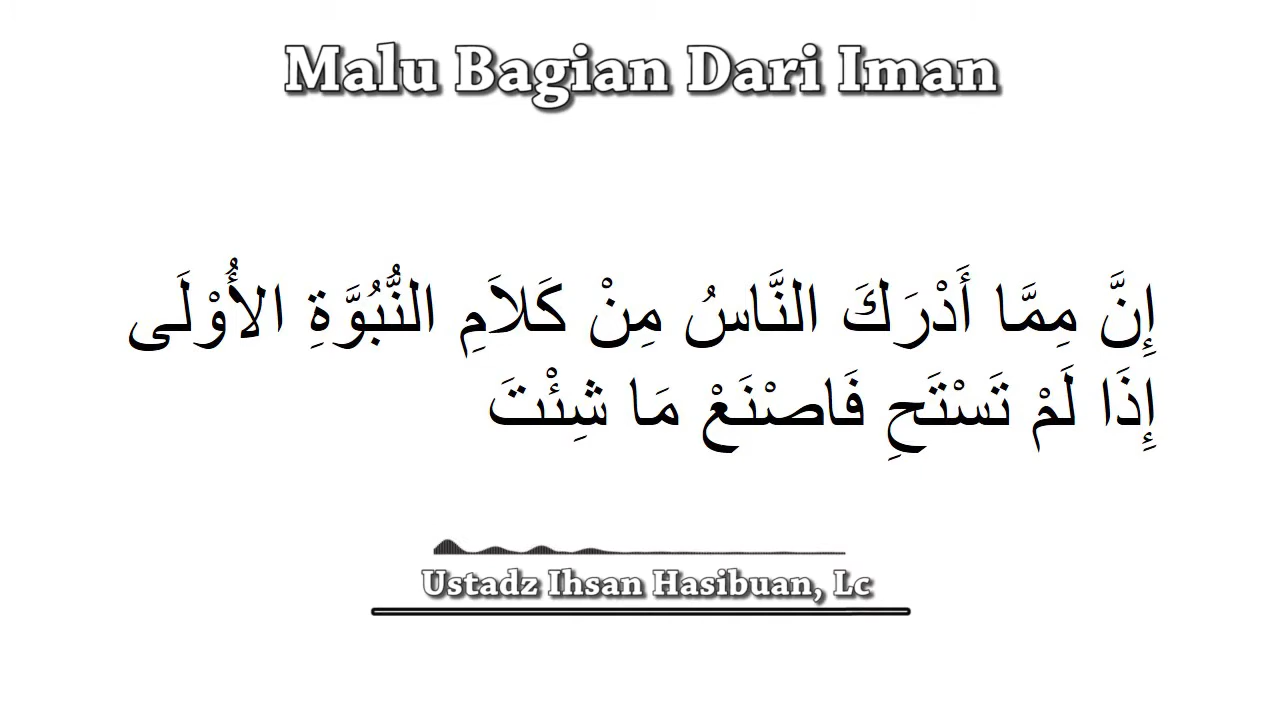 Malu Bagian Dari Iman
إِنَّ مِمَّا أَدْرَكَ النَّاسُ مِنْ كَلاَمِ النُّبُوَّةِ الأُوْلَى
إِذَا لَمْ تَسْتَحِ فَاصْنَعْ مَا شِئْتَ
Ustadz Ihsan Hasibuan, Lc